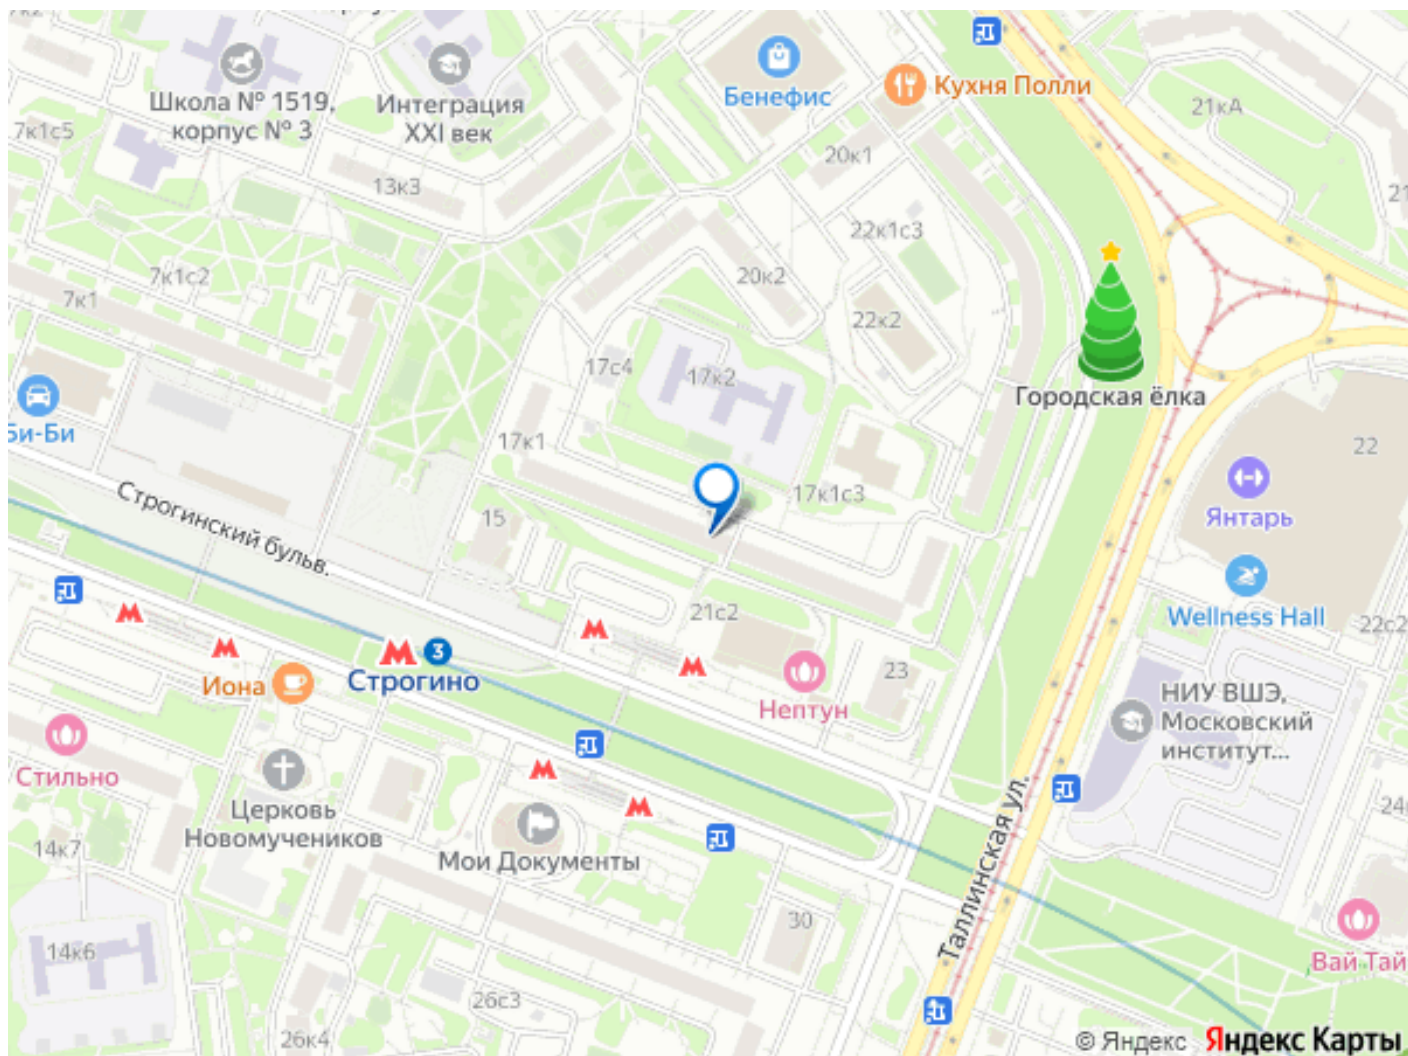 Школа № 1519,
корпус № 3
Интеграция
XXI век
Бенефис
Кухня Полли
21кА
7к1с5
13к3
20к1
22к1с3
7к1с2
7к1
20к2
22к2
17с4
17к2
Городская ёлка
Би-Би
17к1
22
17к1с3
Янтарь
Строгинский бульв.
15
Wellness Hall
21с2
22с2
3
Строгино
Иона
23
Нептун
НИУ ВШЭ,
Московский
институт...
Стильно
Церковь
Новомучеников
14к7
Мои Документы
Таллинская ул.
30
14к6
Вай Тай
26с3
26к4
© Яндекс Яндекс Карты